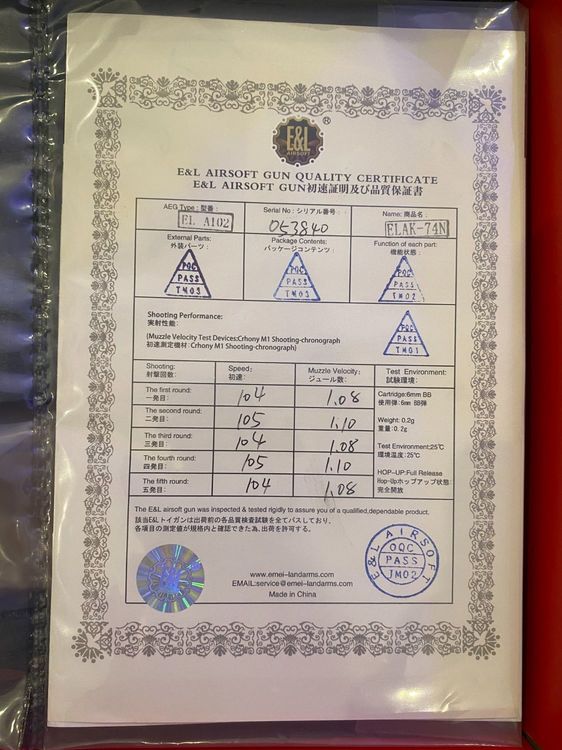 E&L
AIRSOFT
®
E&L AIRSOFT GUN QUALITY CERTIFICATE
E&L AIRSOFT GUN初速証明及び品質保証書
AEG Type : 型番 :
EL A102
Serial No : シリアル番号 :
053840
Name: 商品名 :
ELAK-74N
External Parts:
外装パーツ :
PASS
TM03
Package Contents:
パッケージコンテンツ :
PASS
TM03
Function of each part:
機能状態 :
PASS
TM02
Shooting Performance:
実射性能:
(Muzzle Velocity Test Devices:Crhony M1 Shooting-chronograph
初速測定機材 :Crhony M1 Shooting-chronograph)
PASS
TM01
Shooting:
射撃回数:
Speed:
初速:
Muzzle Velocity:
ジュール数:
Test Environment:
試験環境:
The first round:
一発目:
104
1.08
The second round:
二発目:
105
1.10
The third round:
三発目:
104
1.08
The fourth round:
四発目:
105
1.10
The fifth round:
五発目:
104
1.08
Cartridge:6mm BB
使用弾: 6mm BB弾
Weight: 0.2g
重量: 0.2g
Test Environment:25℃
環境温度: 25℃
HOP-UP:Full Release
Hop-Upホップアップ状態
完全開放
The E&L airsoft gun was inspected & tested rigidly to assure you of a qualified,dependable product.
該当E&L トイガンは出荷前の各品質検査試験を全てパスしており、
各項目の測定値が規格内と確認できた為、出荷を許可する。
www.emei-landarms.com
EMAIL:service@emei-landarms.com
Made in China
E&L AIRSOFT
OQC
PASS
TM02